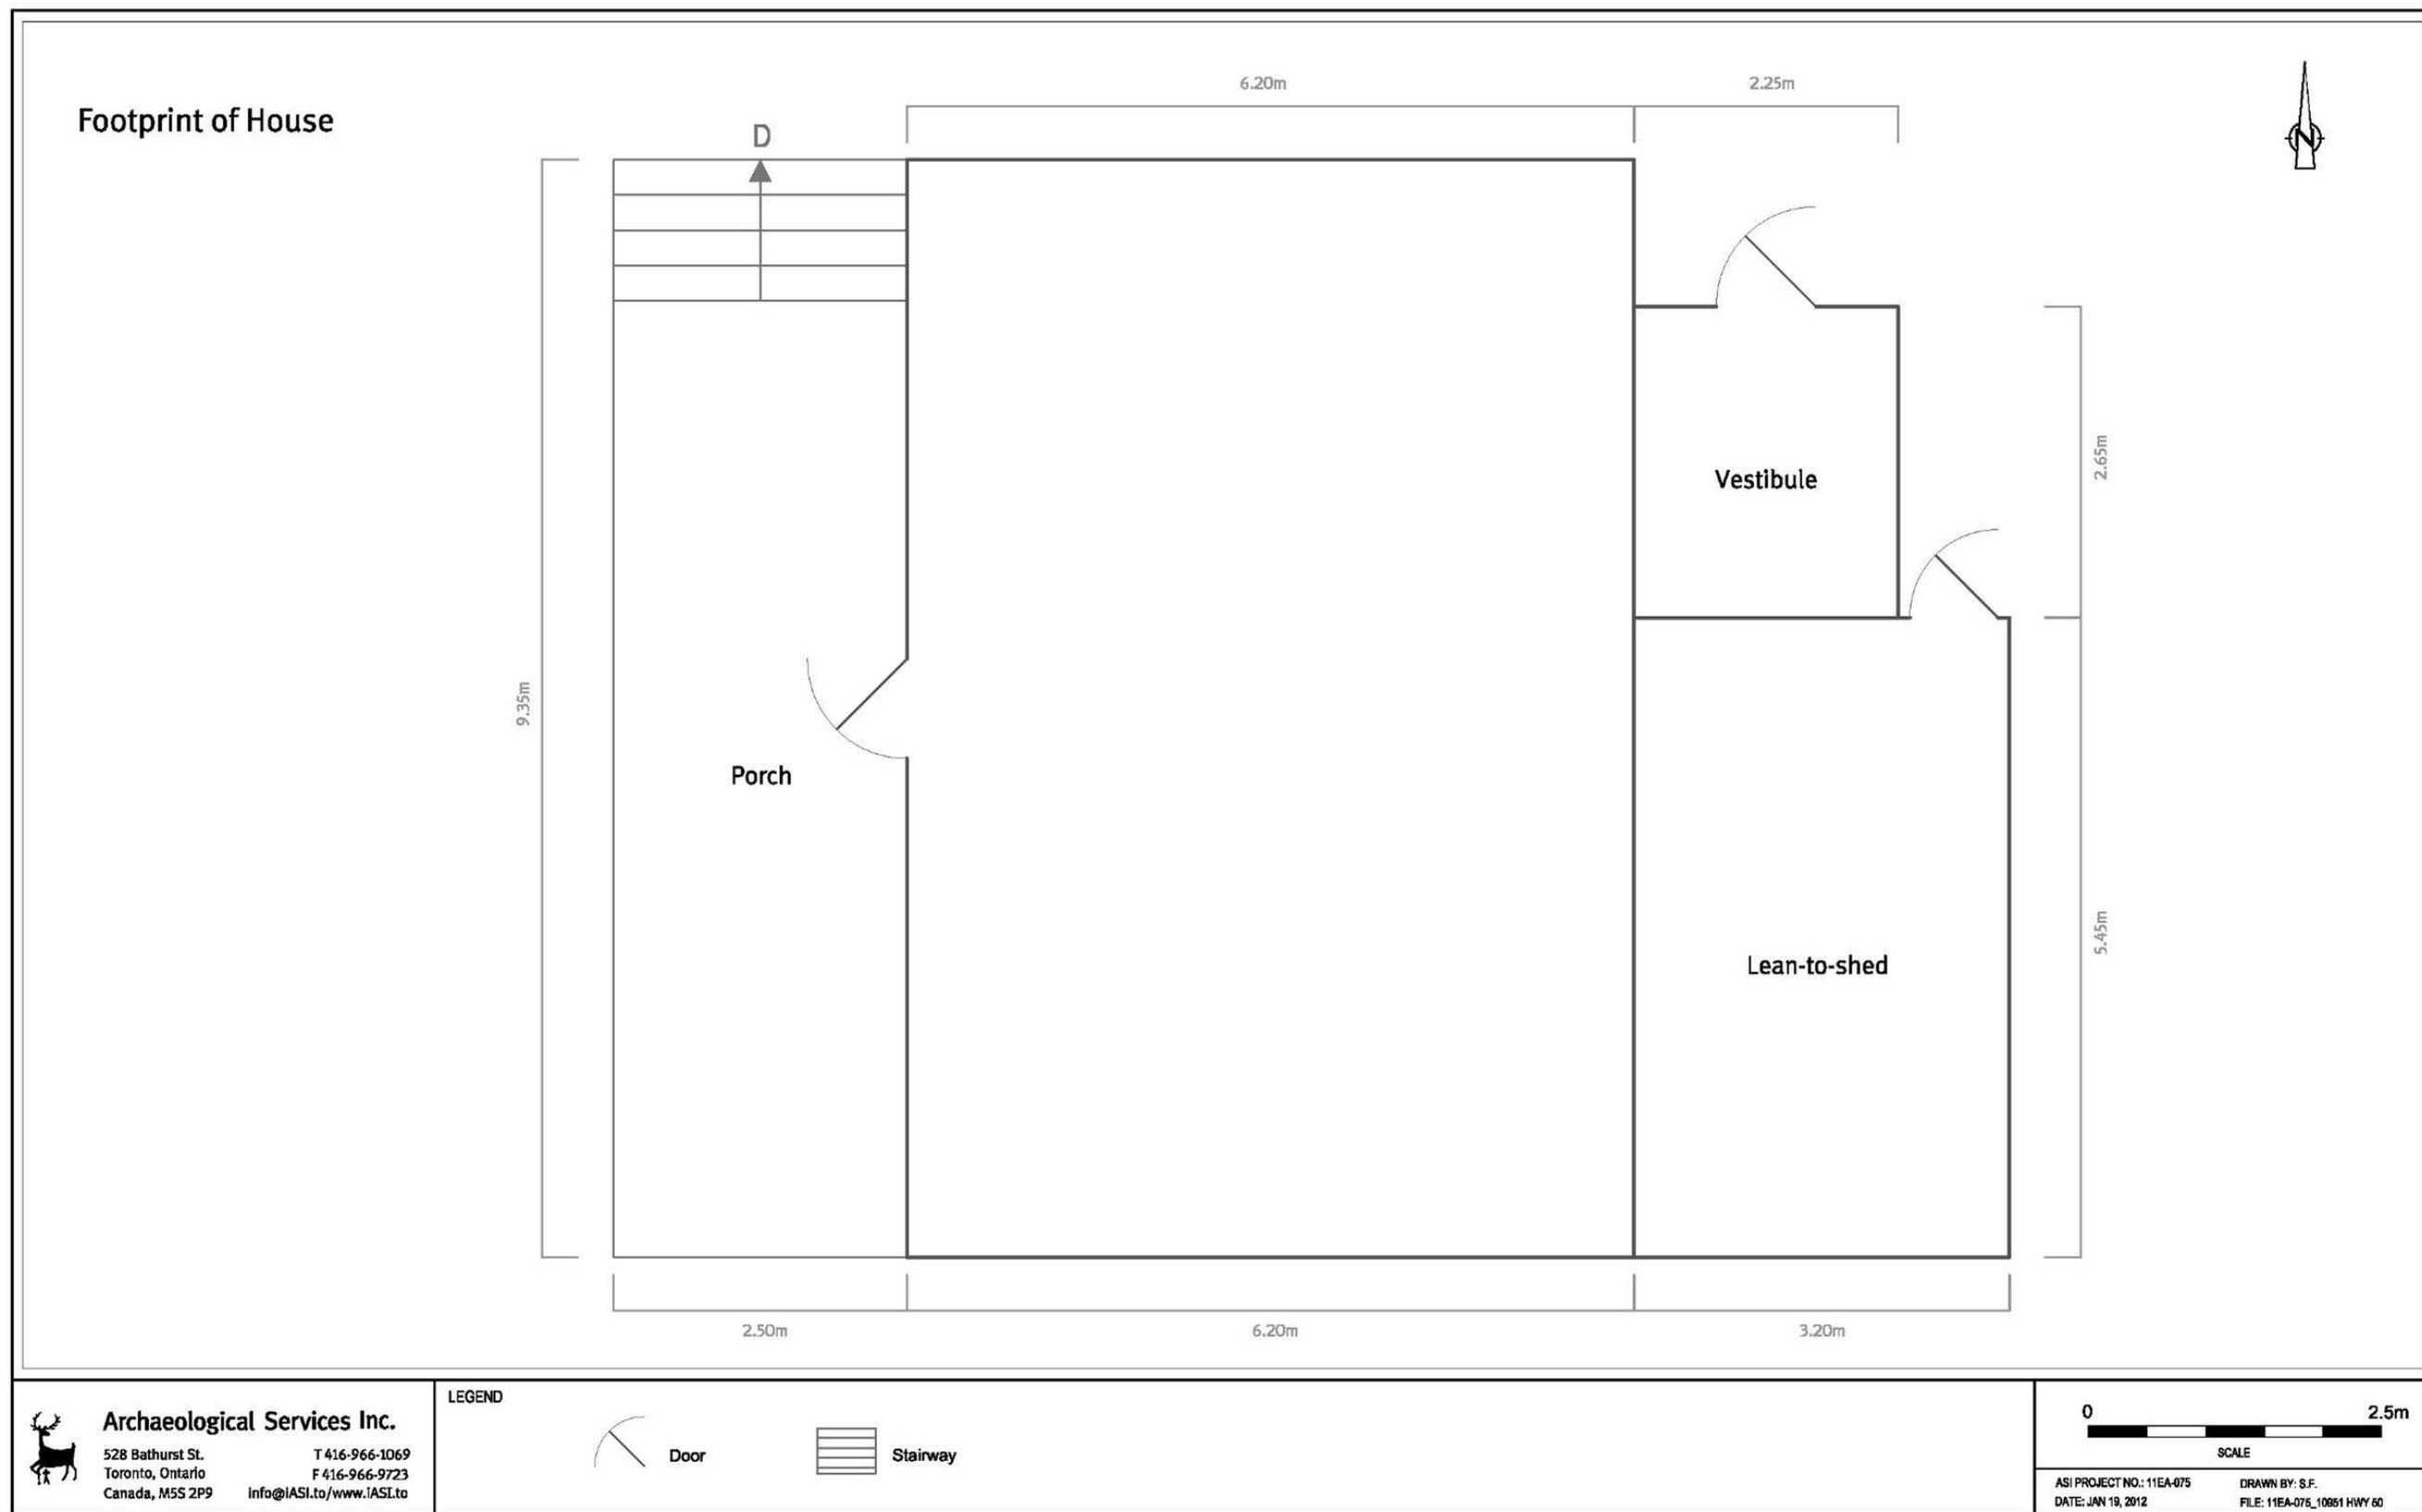 Footprint of House
6.20m
2.25m
N
D
Vestibule
2.65m
9.35m
Porch
Lean-to-shed
5.45m
2.50m
6.20m
3.20m
Archaeological Services Inc.
528 Bathurst St.
Toronto, Ontario
Canada, M5S 2P9
T 416-966-1069
F 416-966-9723
info@iASI.to/www.iASI.to
LEGEND
Door
Stairway
0 2.5m
SCALE
ASI PROJECT NO.: 11EA-075
DATE: JAN 19, 2012
DRAWN BY: S.F.
FILE: 11EA-075_10951 HWY 50